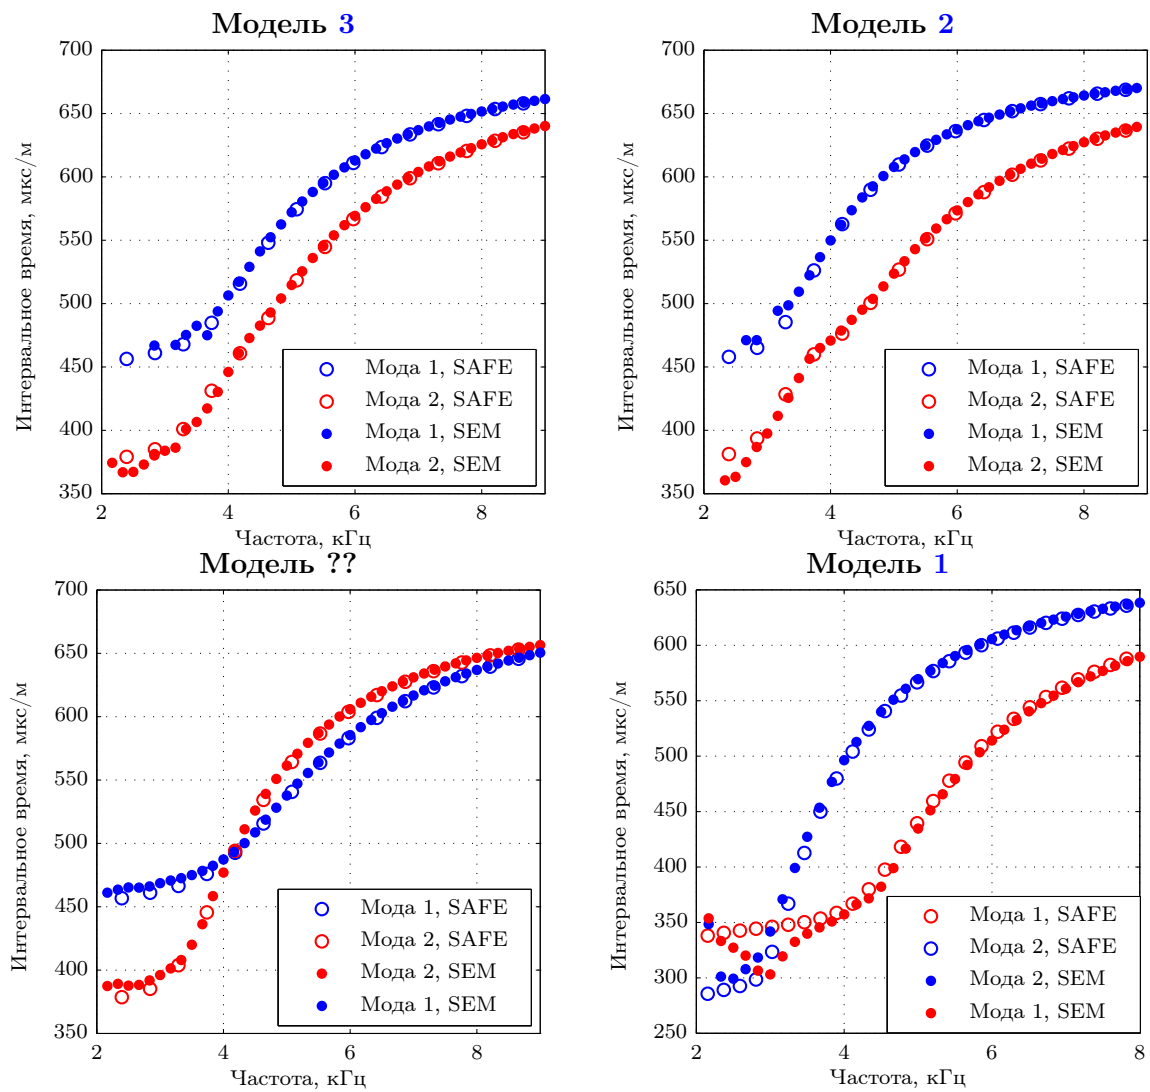 Модель 3
700
650
600
550
500
450
400
350
2 4 6 8
Интервальное время, мкс/м
Частота, кГц
Мода 1, SAFE
Мода 2, SAFE
Мода 1, SEM
Мода 2, SEM
Модель 2
700
650
600
550
500
450
400
350
2 4 6 8
Интервальное время, мкс/м
Частота, кГц
Мода 1, SAFE
Мода 2, SAFE
Мода 1, SEM
Мода 2, SEM
Модель ??
700
650
600
550
500
450
400
350
2 4 6 8
Интервальное время, мкс/м
Частота, кГц
Мода 1, SAFE
Мода 2, SAFE
Мода 2, SEM
Мода 1, SEM
Модель 1
650
600
550
500
450
400
350
300
250
2 4 6 8
Интервальное время, мкс/м
Частота, кГц
Мода 1, SAFE
Мода 2, SAFE
Мода 2, SEM
Мода 1, SEM